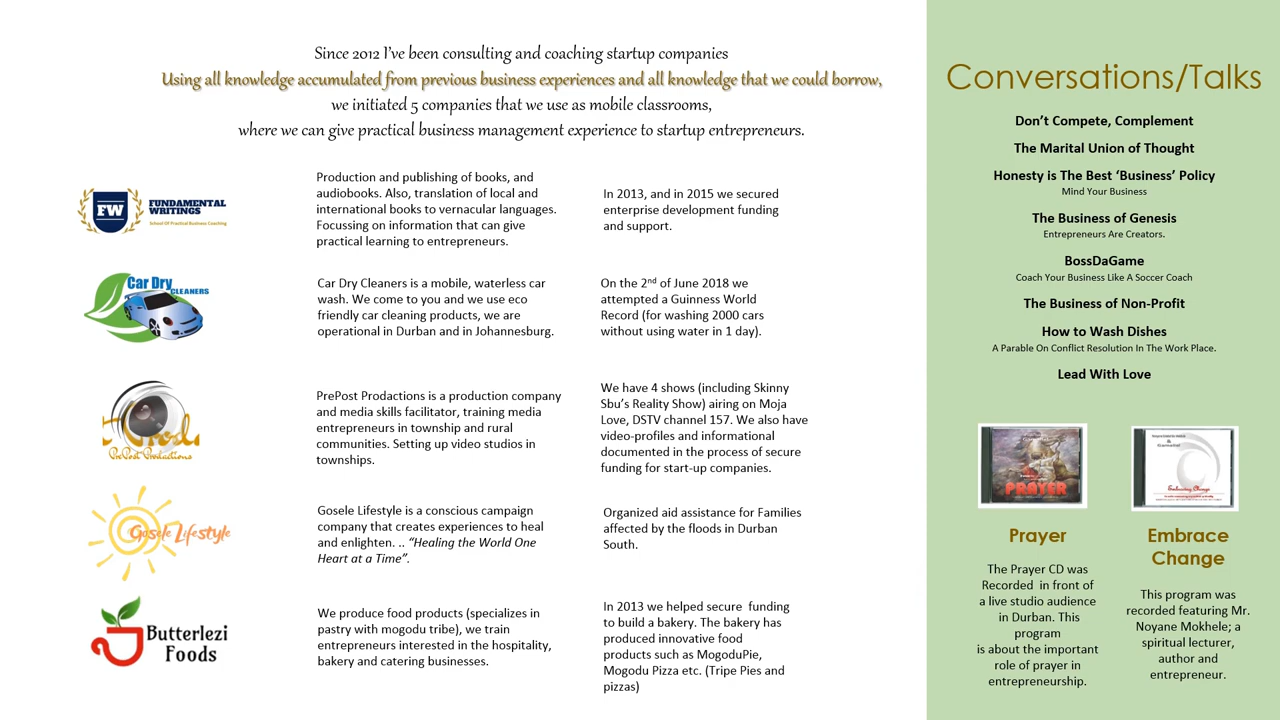 Since 2012 I've been consulting and coaching startup companies
Using all knowledge accumulated from previous business experiences and all knowledge that we could borrow,
we initiated 5 companies that we use as mobile classrooms,
where we can give practical business management experience to startup entrepreneurs.
FW
FUNDAMENTAL
WRITINGS
School Of Practical Business Coaching
Production and publishing of books, and
audiobooks. Also, translation of local and
international books to vernacular languages.
Focussing on information that can give
practical learning to entrepreneurs.
In 2013, and in 2015 we secured
enterprise development funding
and support.
Car Dry
CLEANERS
Car Dry Cleaners is a mobile, waterless car
wash. We come to you and we use eco
friendly car cleaning products, we are
operational in Durban and in Johannesburg.
On the 2nd of June 2018 we
attempted a Guinness World
Record (for washing 2000 cars
without using water in 1 day).
PrePost Prodactions
PrePost Prodactions is a production company
and media skills facilitator, training media
entrepreneurs in township and rural
communities. Setting up video studios in
townships.
We have 4 shows (including Skinny
Sbu's Reality Show) airing on Moja
Love, DSTV channel 157. We also have
video-profiles and informational
documented in the process of secure
funding for start-up companies.
Gosele Lifestyle
Gosele Lifestyle is a conscious campaign
company that creates experiences to heal
and enlighten. .. "Healing the World One
Heart at a Time".
Organized aid assistance for Families
affected by the floods in Durban
South.
Butterlezi
Foods
We produce food products (specializes in
pastry with mogodu tribe), we train
entrepreneurs interested in the hospitality,
bakery and catering businesses.
In 2013 we helped secure funding
to build a bakery. The bakery has
produced innovative food
products such as MogoduPie,
Mogodu Pizza etc. (Tripe Pies and
pizzas)
Conversations/Talks
Don't Compete, Complement
The Marital Union of Thought
Honesty is The Best 'Business' Policy
Mind Your Business
The Business of Genesis
Entrepreneurs Are Creators.
BossDaGame
Coach Your Business Like A Soccer Coach
The Business of Non-Profit
How to Wash Dishes
A Parable On Conflict Resolution In The Work Place.
Lead With Love
PRAYER
Embracing Change
Prayer
The Prayer CD was
Recorded in front of
a live studio audience
in Durban. This
program
is about the important
role of prayer in
entrepreneurship.
Embrace
Change
This program was
recorded featuring Mr.
Noyane Mokhele; a
spiritual lecturer,
author and
entrepreneur.